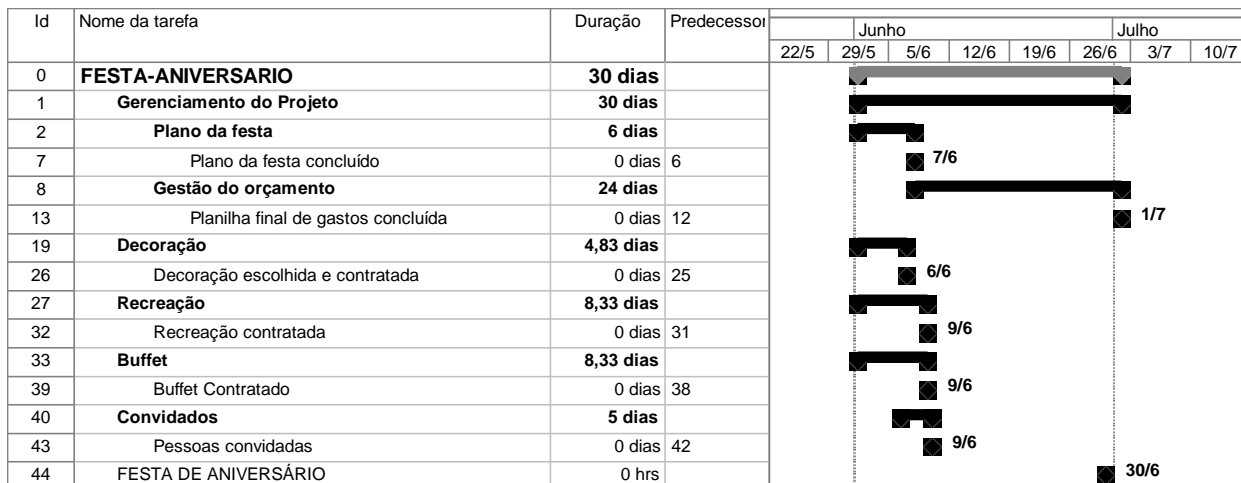 Id Nome da tarefa Duração Predecessor
Junho Julho
22/5 29/5 5/6 12/6 19/6 26/6 3/7 10/7
0 FESTA-ANIVERSARIO 30 dias
1 Gerenciamento do Projeto 30 dias
2 Plano da festa 6 dias
7 Plano da festa concluído 0 dias 6 7/6
8 Gestão do orçamento 24 dias
13 Planilha final de gastos concluída 0 dias 12 1/7
19 Decoração 4,83 dias
26 Decoração escolhida e contratada 0 dias 25 6/6
27 Recreação 8,33 dias
32 Recreação contratada 0 dias 31 9/6
33 Buffet 8,33 dias
39 Buffet Contratado 0 dias 38 9/6
40 Convidados 5 dias
43 Pessoas convidadas 0 dias 42 9/6
44 FESTA DE ANIVERSÁRIO 0 hrs 30/6